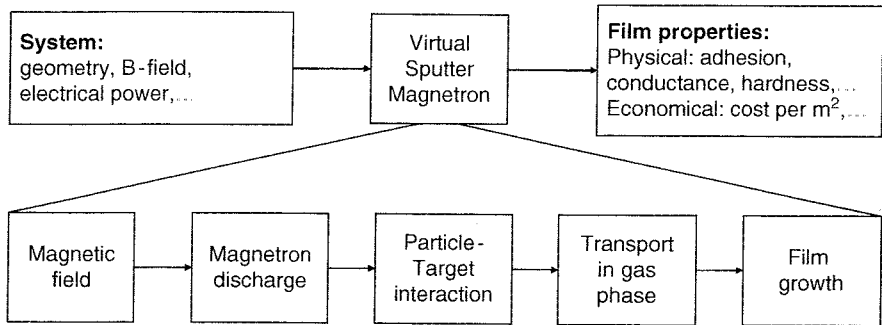 System:
geometry, B-field,
electrical power,...
Virtual
Sputter
Magnetron
Film properties:
Physical: adhesion,
conductance, hardness,...
Economical: cost per m²,...
Magnetic
field
Magnetron
discharge
Particle-
Target
interaction
Transport
in gas
phase
Film
growth